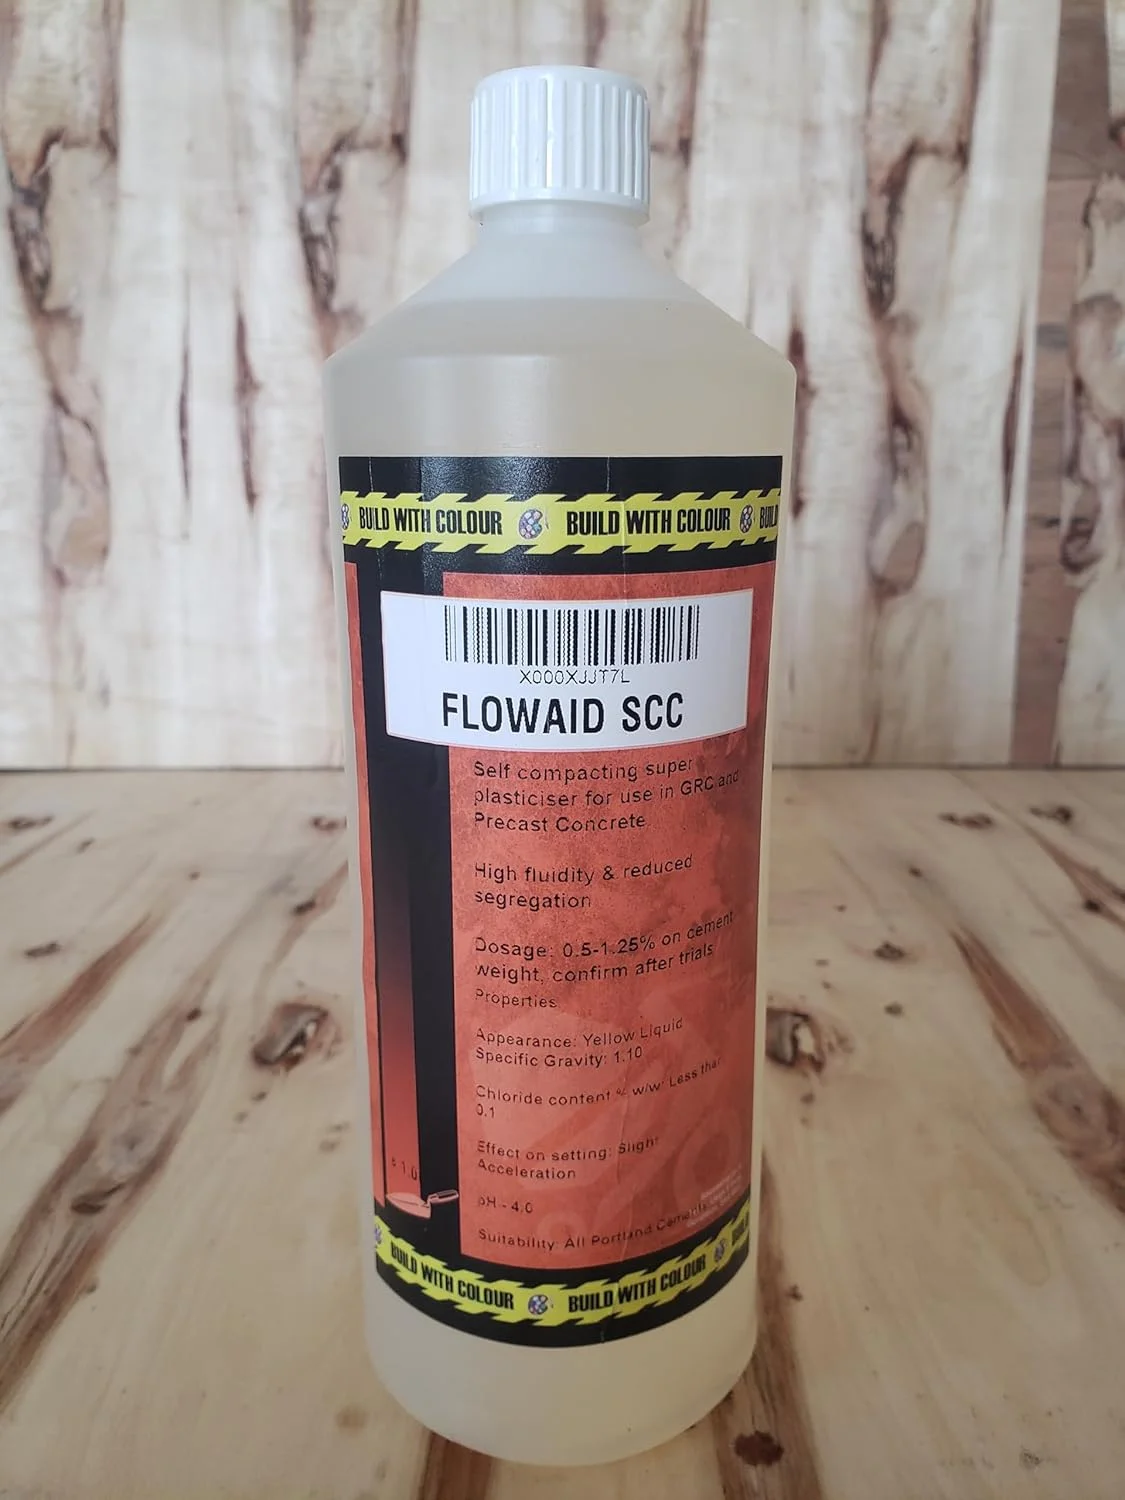 BUILD WITH COLOUR BUILD WITH COLOUR BUILD
X000XJJT7L
FLOWAID SCC
Self compacting super
plasticiser for use in GRC and
Precast Concrete
High fluidity & reduced
segregation
Dosage: 0.5-1.25% on cement
weight, confirm after trials
Properties
Appearance: Yellow Liquid
Specific Gravity: 1.10
Chloride content % w/w: Less than
0.1
Effect on setting: Slight
Acceleration
pH - 4.0
Suitability: All Portland Cements
BUILD WITH COLOUR BUILD WITH COLOUR BUILD